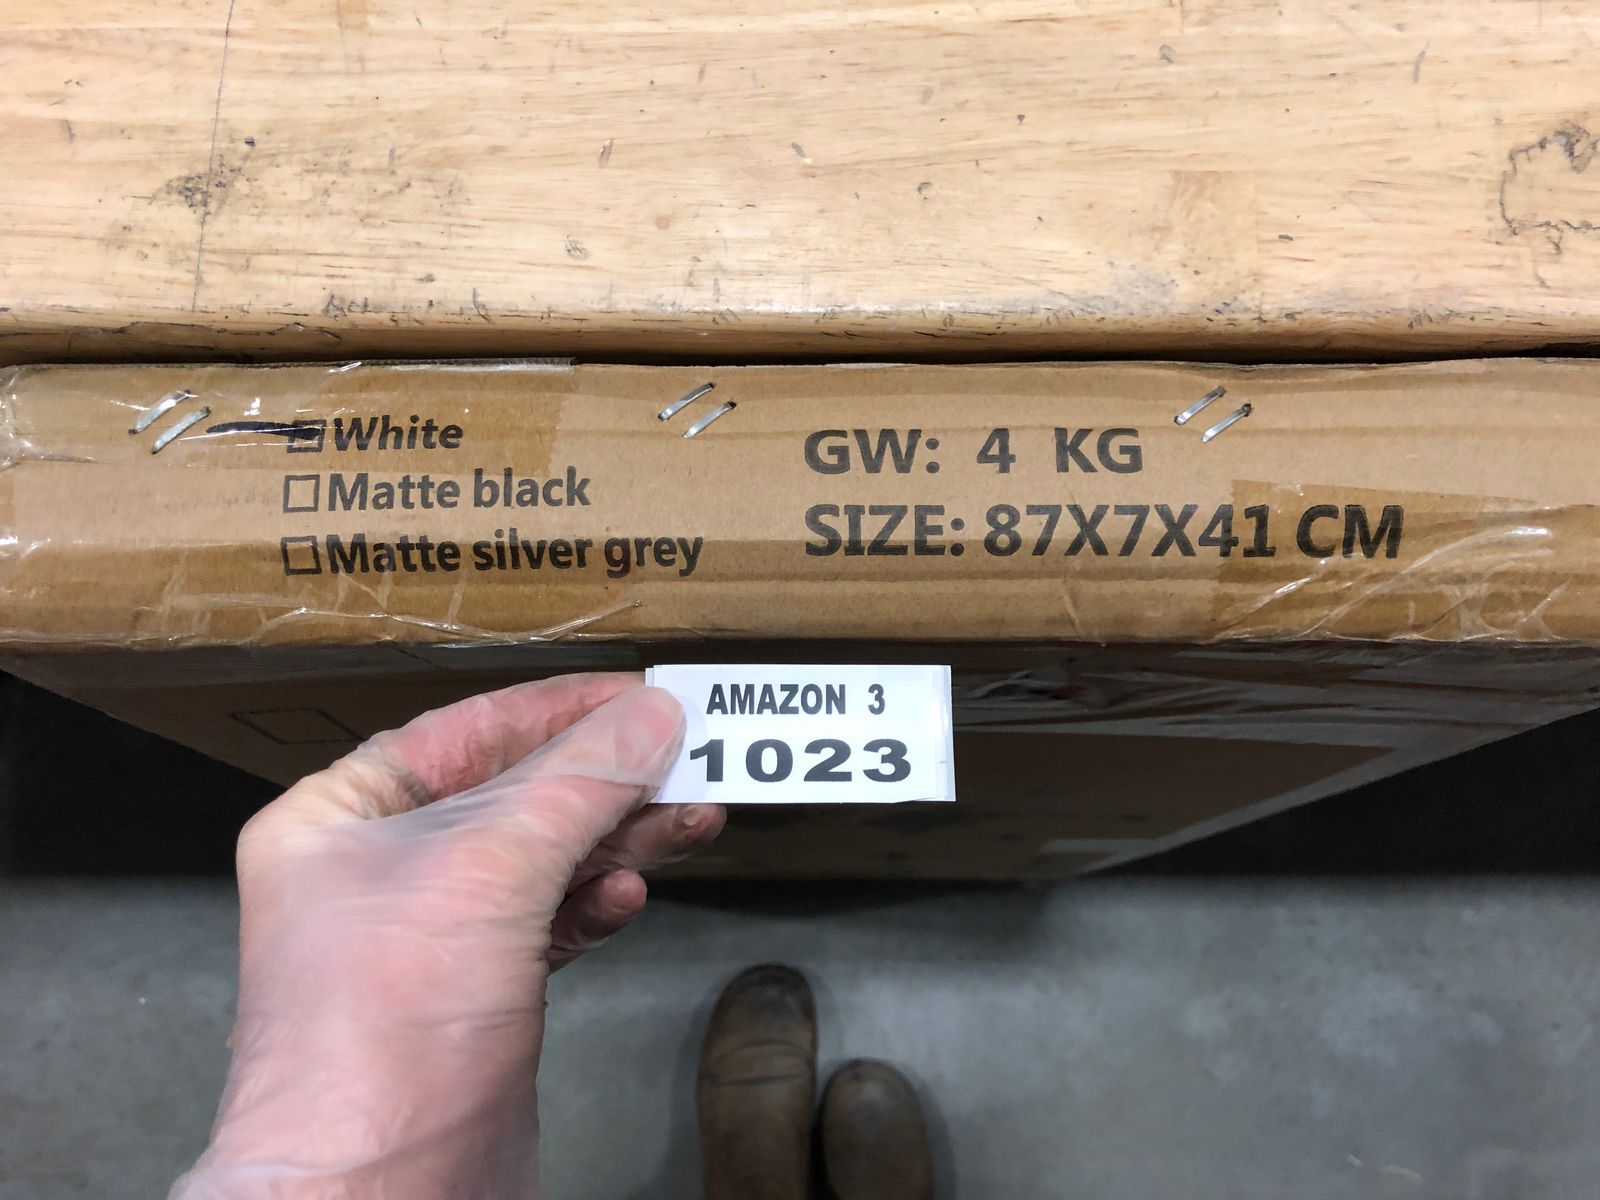 White
Matte black
Matte silver grey
GW: 4 KG
SIZE: 87X7X41 CM
AMAZON 3
1023